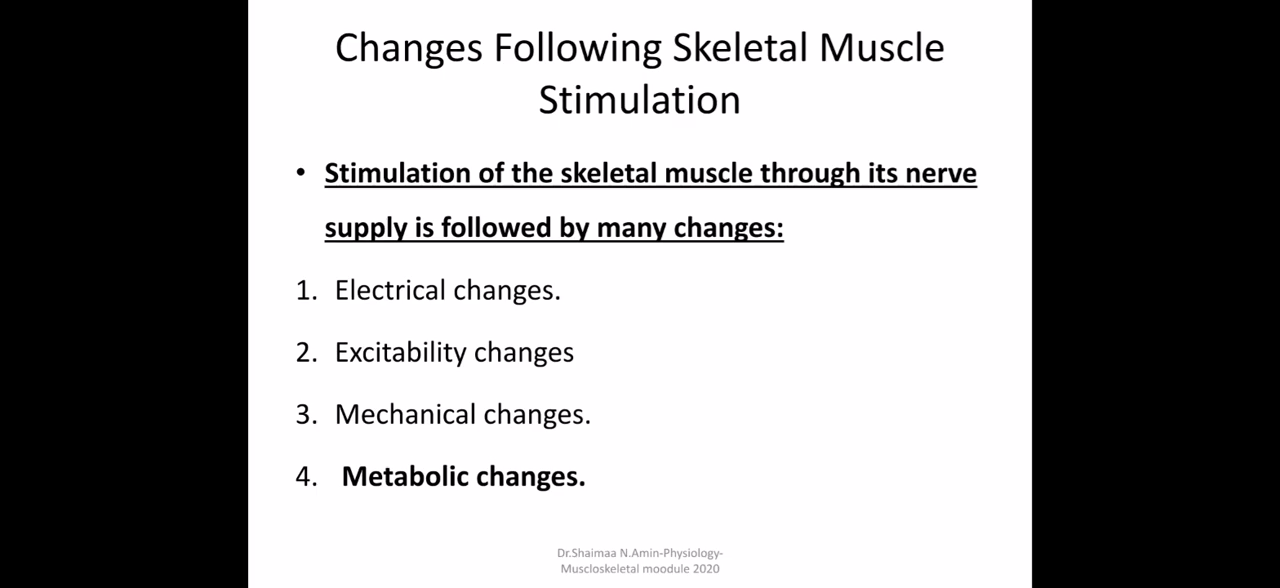 Changes Following Skeletal Muscle
Stimulation
• Stimulation of the skeletal muscle through its nerve
supply is followed by many changes:
1. Electrical changes.
2. Excitability changes
3. Mechanical changes.
4. Metabolic changes.
Dr.Shaimaa N.Amin-Physiology-
Muscloskeletal moodule 2020